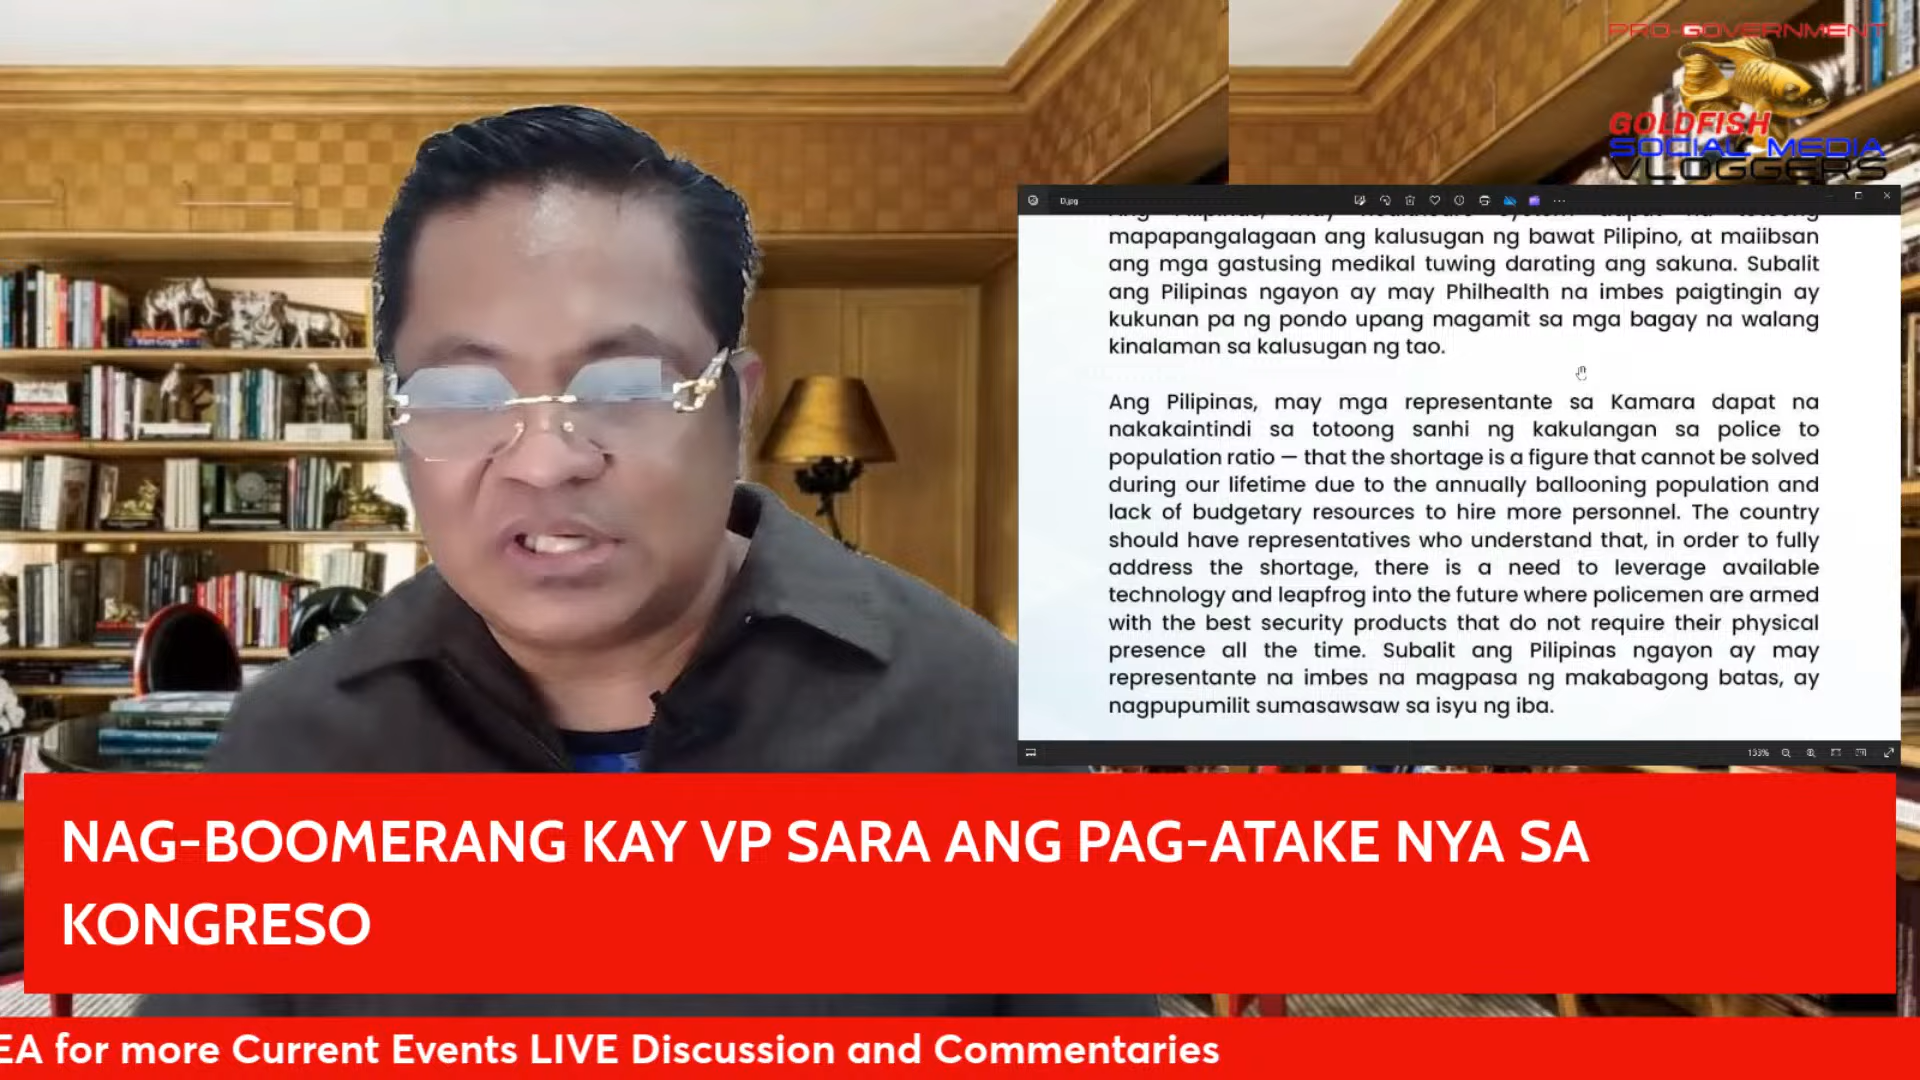 PRO-GOVERNMENT
GOLDFISH
SOCIAL MEDIA
VLOGGERS
D.jpg
mapapangalagaan ang kalusugan ng bawat Pilipino, at maiibsan
ang mga gastusing medikal tuwing darating ang sakuna. Subalit
ang Pilipinas ngayon ay may Philhealth na imbes paigtingin ay
kukunan pa ng pondo upang magamit sa mga bagay na walang
kinalaman sa kalusugan ng tao.
Ang Pilipinas, may mga representante sa Kamara dapat na
nakakaintindi sa totoong sanhi ng kakulangan sa police to
population ratio — that the shortage is a figure that cannot be solved
during our lifetime due to the annually ballooning population and
lack of budgetary resources to hire more personnel. The country
should have representatives who understand that, in order to fully
address the shortage, there is a need to leverage available
technology and leapfrog into the future where policemen are armed
with the best security products that do not require their physical
presence all the time. Subalit ang Pilipinas ngayon ay may
representante na imbes na magpasa ng makabagong batas, ay
nagpupumilit sumasawsaw sa isyu ng iba.
153%
NAG-BOOMERANG KAY VP SARA ANG PAG-ATAKE NYA SA
KONGRESO
EA for more Current Events LIVE Discussion and Commentaries